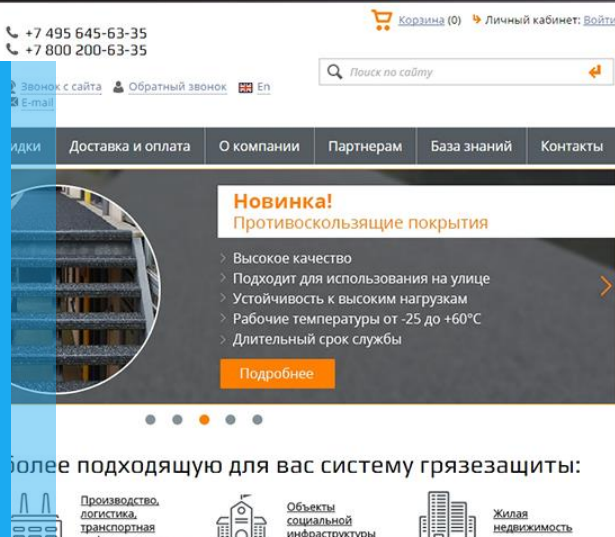 Корзина (0) Личный кабинет: Войти
+7 495 645-63-35
+7 800 200-63-35
Поиск по сайту
Звонок с сайта Обратный звонок En
E-mail
Доставка и оплата О компании Партнерам База знаний Контакты
Новинка!
Противоскользящие покрытия
Высокое качество
Подходит для использования на улице
Устойчивость к высоким нагрузкам
Рабочие температуры от -25 до +60°C
Длительный срок службы
Подробнее
подходящую для вас систему грязезащиты:
Производство,
логистика,
транспортная
Объекты
социальной
инфраструктуры
Жилая
недвижимость